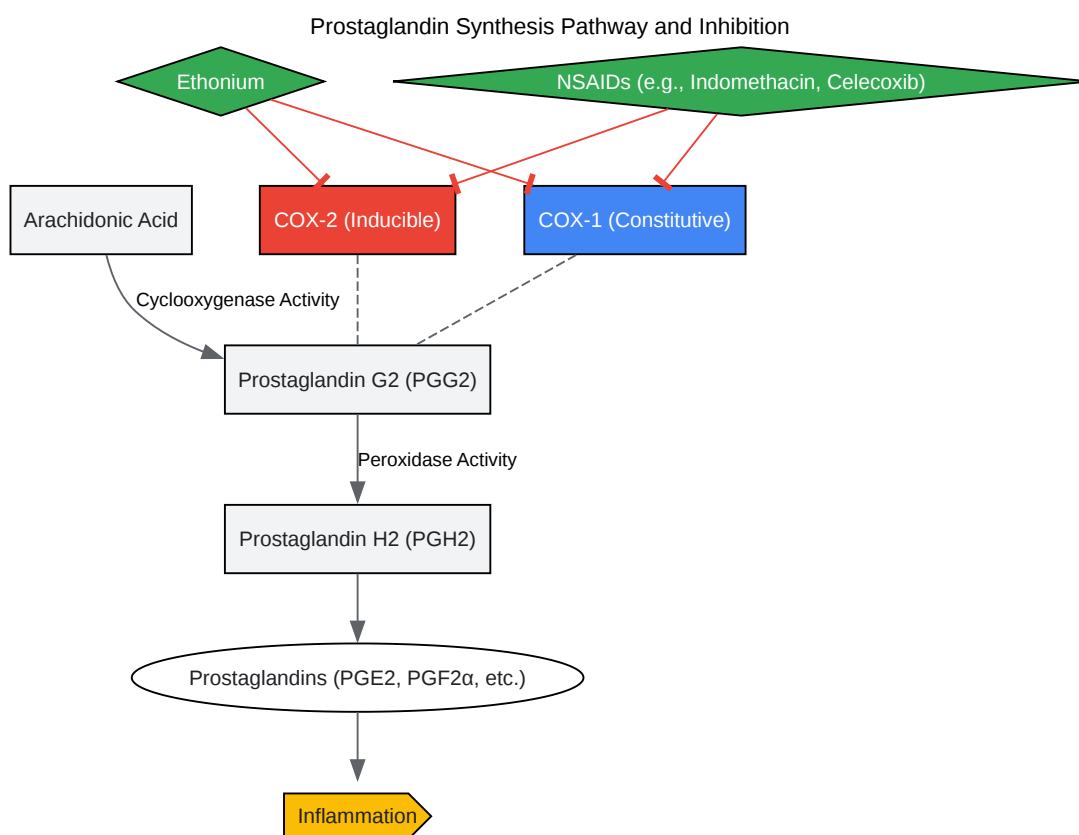 Prostaglandin Synthesis Pathway and Inhibition
Ethonium
NSAIDs (e.g., Indomethacin, Celecoxib)
Arachidonic Acid
COX-2 (Inducible)
COX-1 (Constitutive)
Cyclooxygenase Activity
Prostaglandin G2 (PGG2)
Peroxidase Activity
Prostaglandin H2 (PGH2)
Prostaglandins (PGE2, PGF2α, etc.)
Inflammation